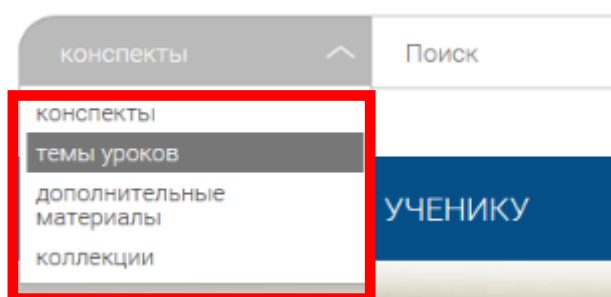 конспекты
Поиск
конспекты
темы уроков
дополнительные
материалы
УЧЕНИКУ
коллекции